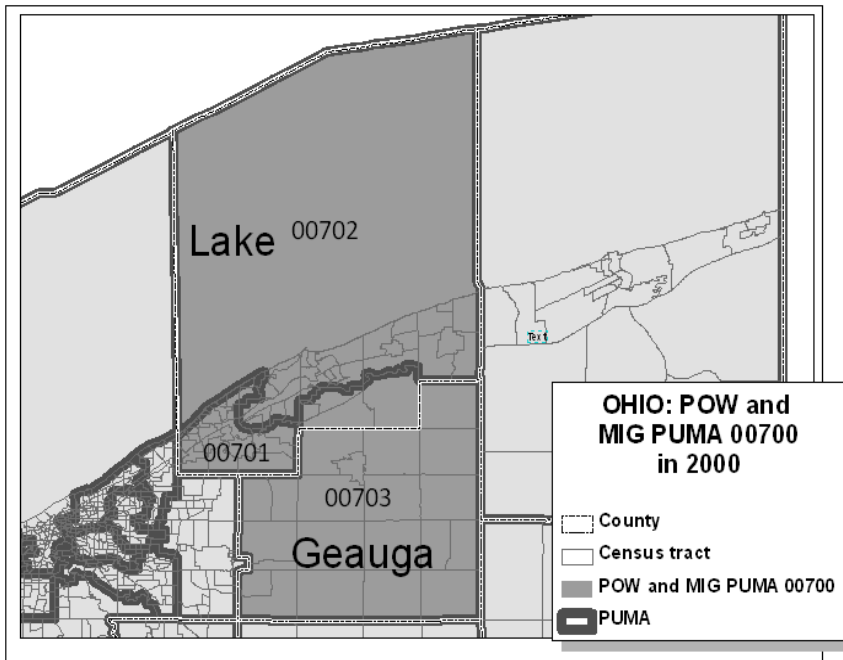 Lake 00702
Text
00701
00703
Geauga
OHIO: POW and
MIG PUMA 00700
in 2000
County
Census tract
POW and MIG PUMA 00700
PUMA